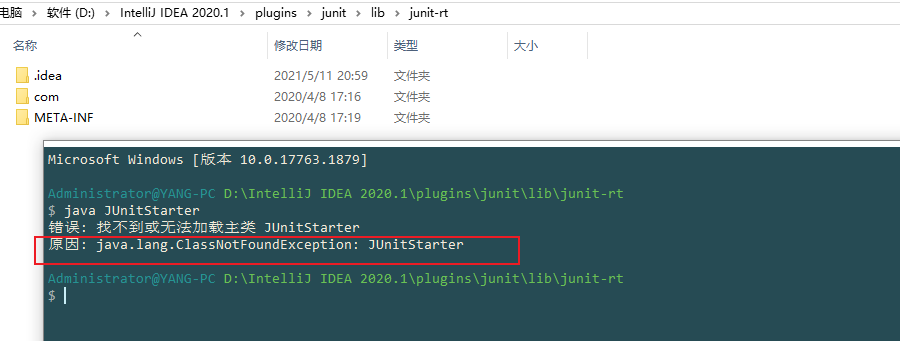 电脑 > 软件 (D:) > IntelliJ IDEA 2020.1 > plugins > junit > lib > junit-rt
名称 修改日期 类型 大小
.idea 2021/5/11 20:59 文件夹
com 2020/4/8 17:16 文件夹
META-INF 2020/4/8 17:19 文件夹
Microsoft Windows [版本 10.0.17763.1879]
Administrator@YANG-PC D:\IntelliJ IDEA 2020.1\plugins\junit\lib\junit-rt
$ java JUnitStarter
错误: 找不到或无法加载主类 JUnitStarter
原因: java.lang.ClassNotFoundException: JUnitStarter
Administrator@YANG-PC D:\IntelliJ IDEA 2020.1\plugins\junit\lib\junit-rt
$